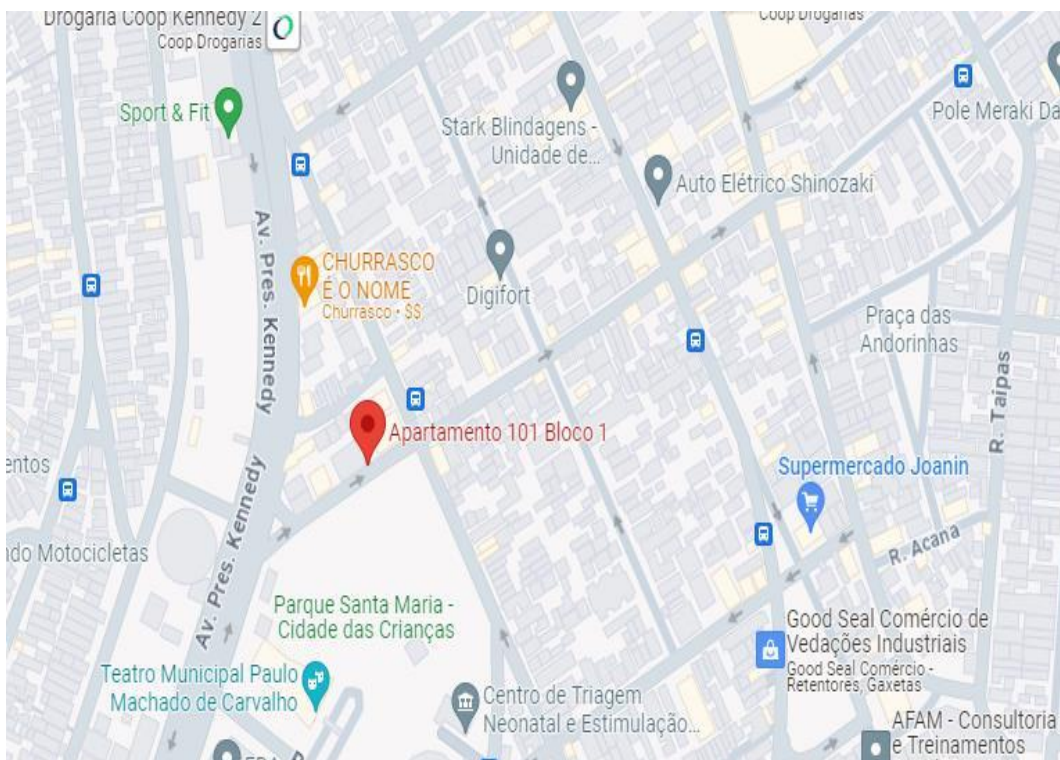 Drogaria Coop Kennedy 2
Coop Drogarias
Coop Drogarias
Sport & Fit
Stark Blindagens -
Unidade de...
Pole Meraki Da
Auto Elétrico Shinozaki
Av. Pres. Kennedy
CHURRASCO
É O NOME
Churrasco • $$
Digifort
Praça das
Andorinhas
R. Taipas
Apartamento 101 Bloco 1
entos
Supermercado Joanin
Av. Pres. Kennedy
ndo Motocicletas
R. Acana
Parque Santa Maria -
Cidade das Crianças
Good Seal Comércio de
Vedações Industriais
Good Seal Comércio -
Retentores, Gaxetas
Teatro Municipal Paulo
Machado de Carvalho
Centro de Triagem
Neonatal e Estimulação...
AFAM - Consultoria
e Treinamentos